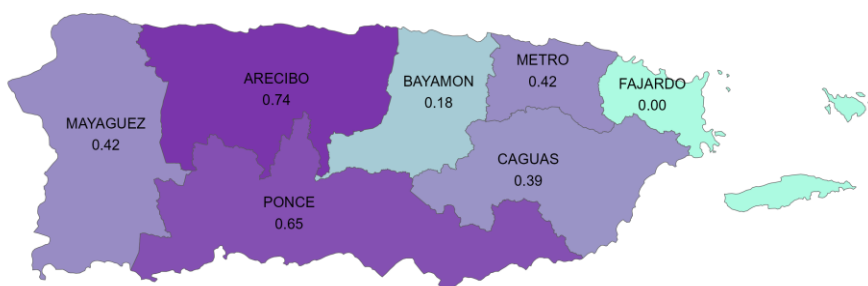 METRO
0.42
ARECIBO
0.74
BAYAMON
0.18
FAJARDO
0.00
MAYAGUEZ
0.42
CAGUAS
0.39
PONCE
0.65